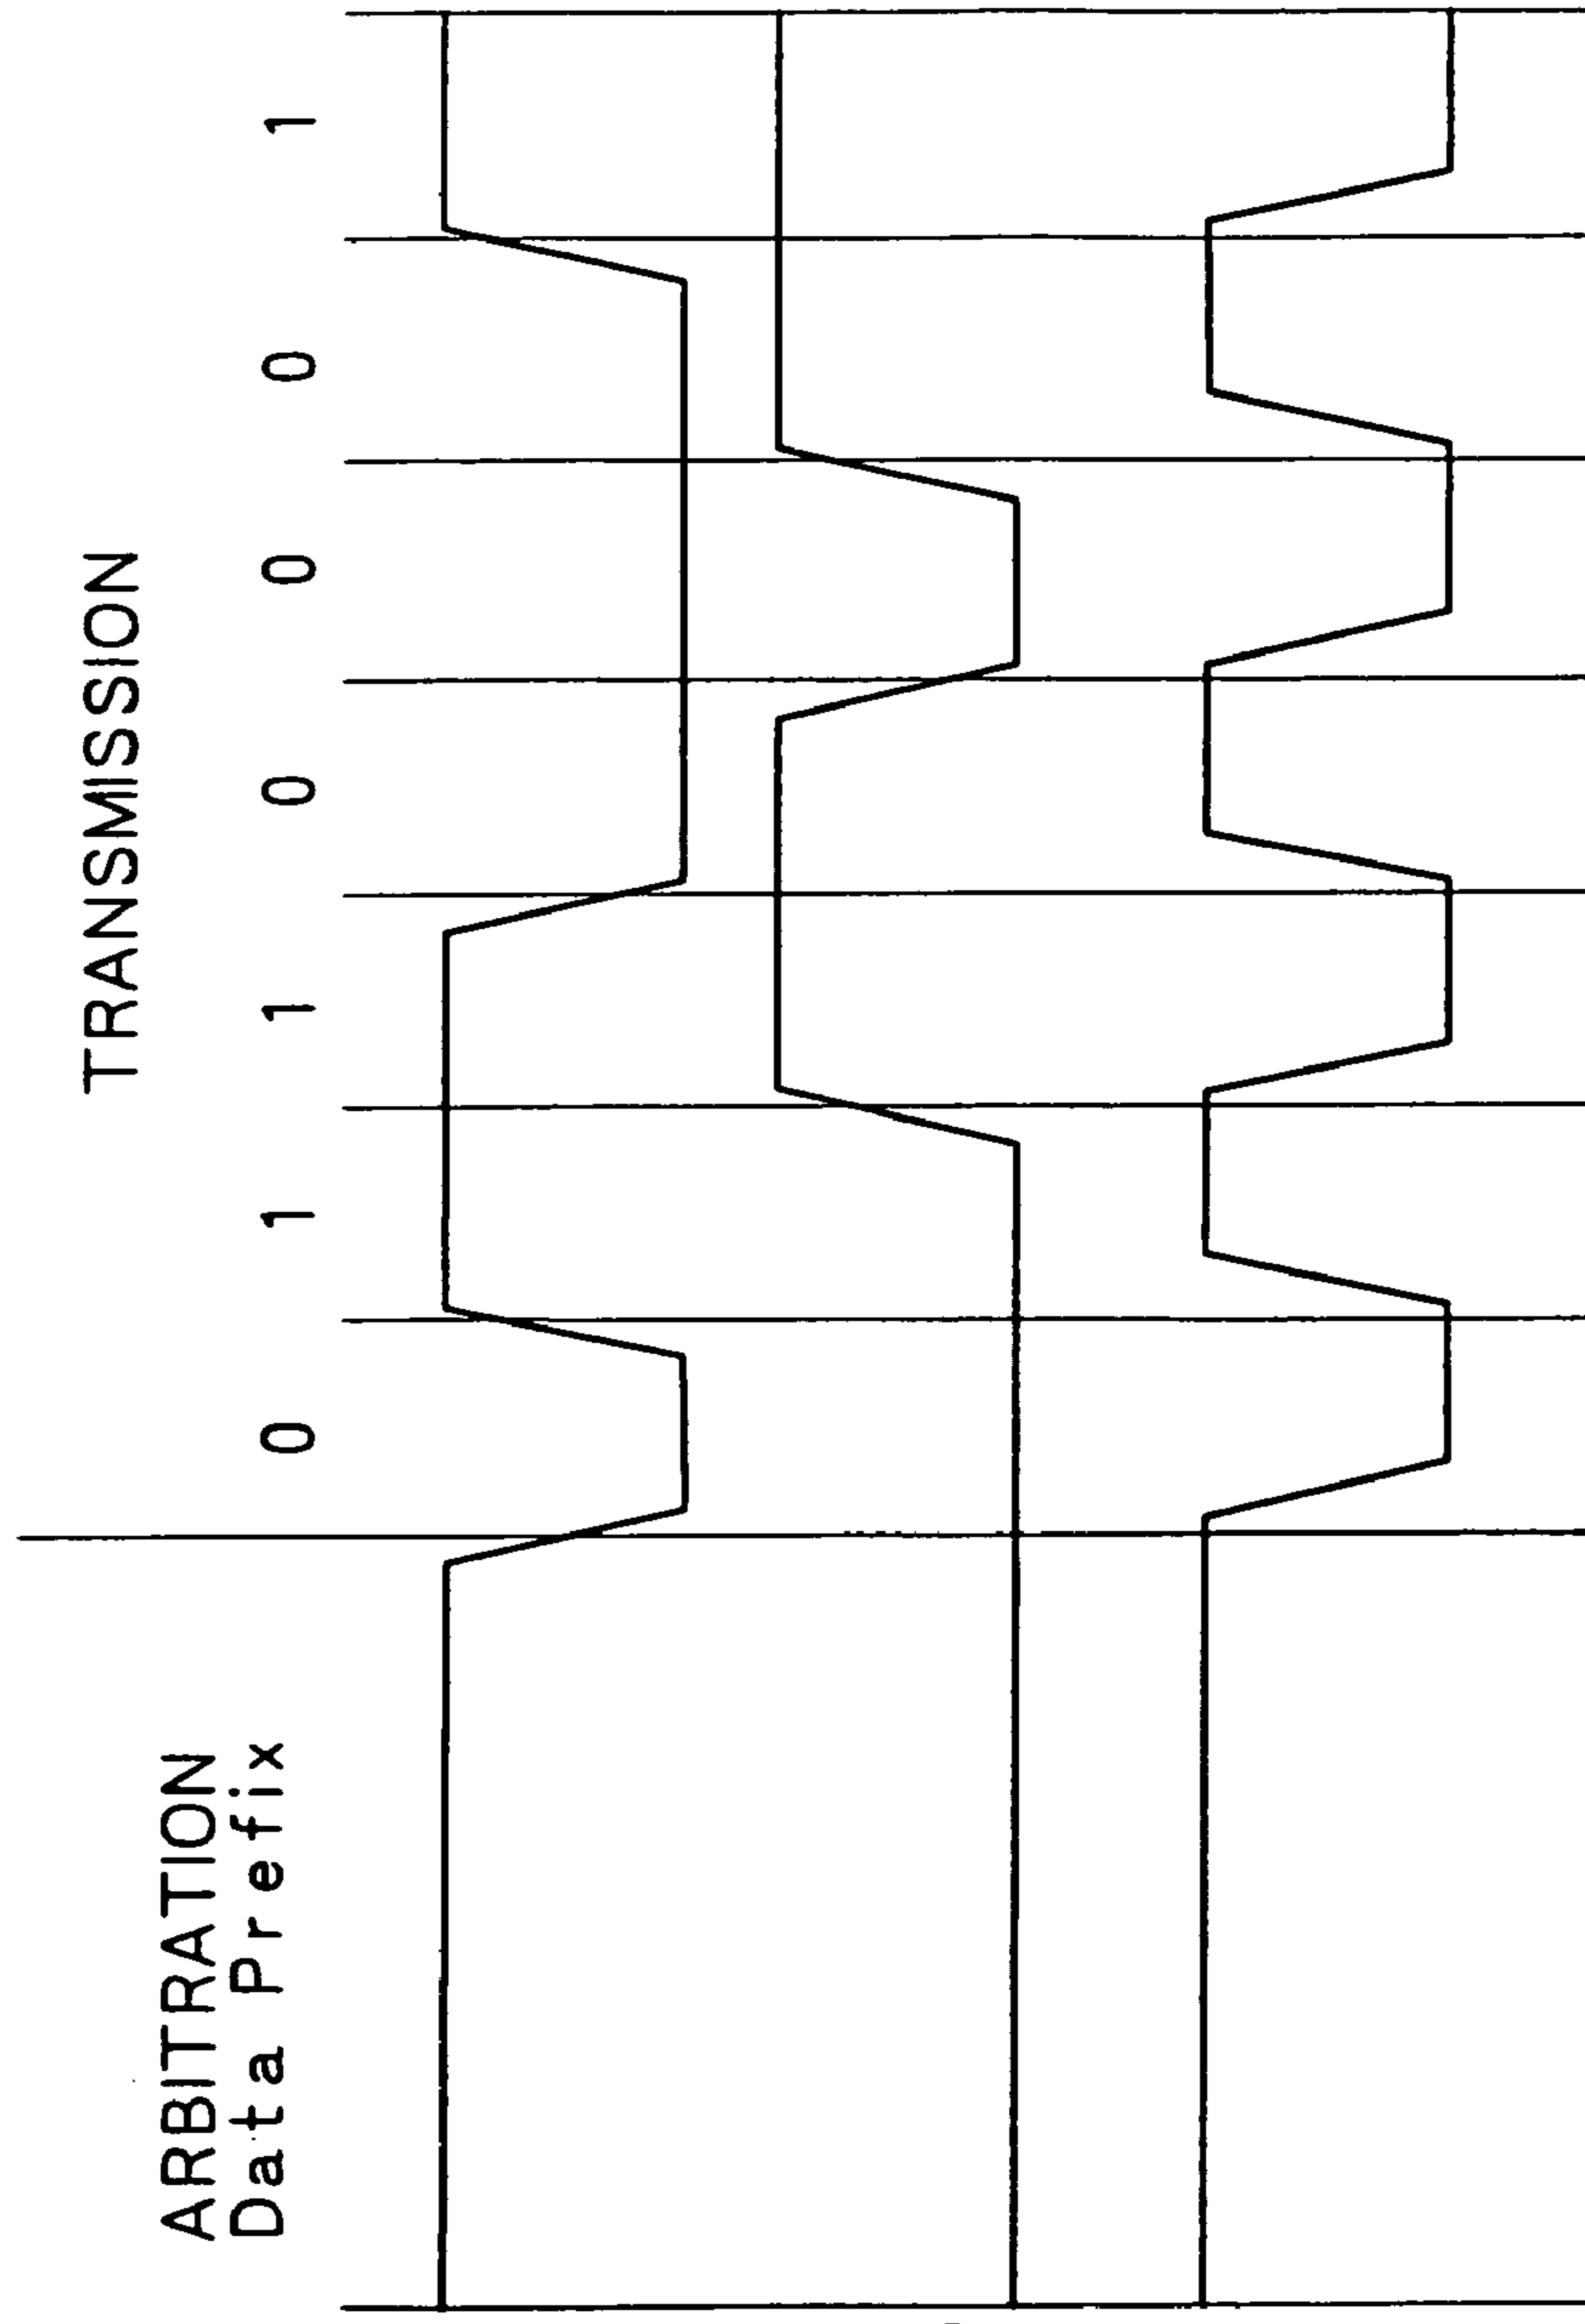 ARBITRATION
Data Prefix
TRANSMISSION
0 1 1 0 0 0 1